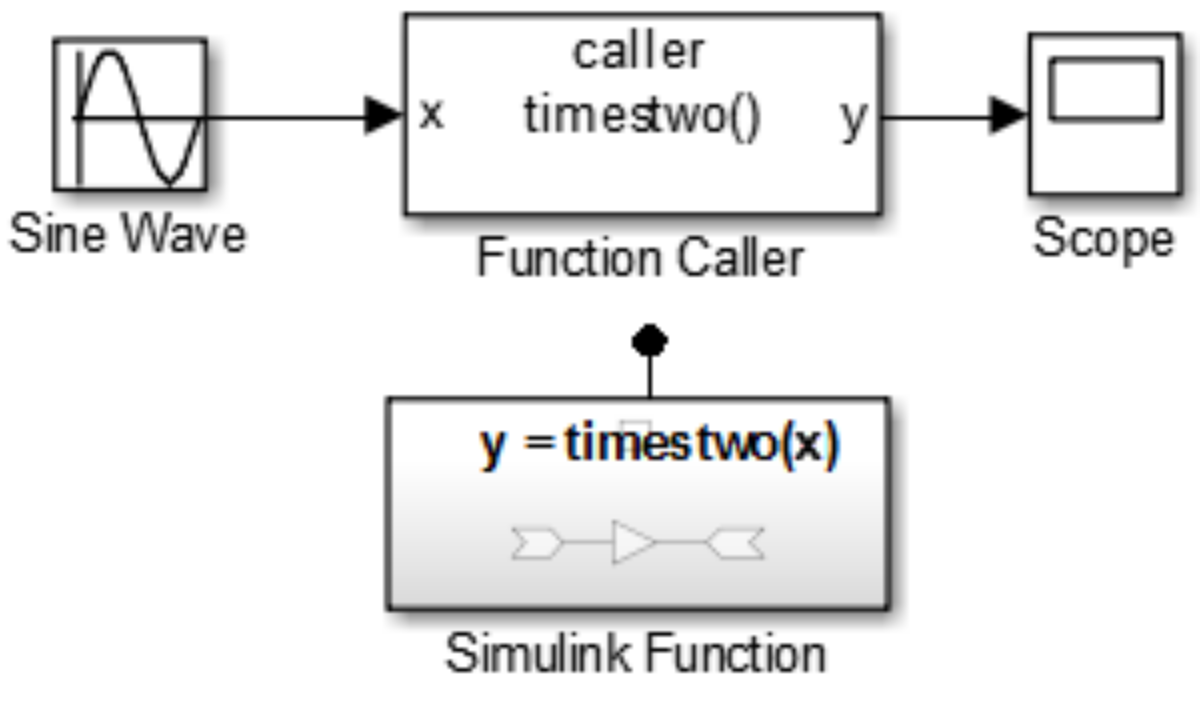 caller
x timestwo() y
Sine Wave
Function Caller
Scope
y = timestwo(x)
Simulink Function